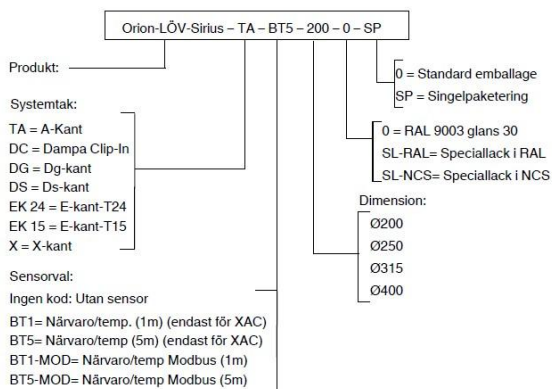 Orion-LÖV-Sirius – TA – BT5 – 200 – 0 – SP
Produkt:
Systemtak:
TA = A-Kant
DC = Dampa Clip-In
DG = Dg-kant
DS = Ds-kant
EK 24 = E-kant-T24
EK 15 = E-kant-T15
X = X-kant
Sensorval:
Ingen kod: Utan sensor
BT1= Närvaro/temp. (1m) (endast för XAC)
BT5= Närvaro/temp (5m) (endast för XAC)
BT1-MOD= Närvaro/temp Modbus (1m)
BT5-MOD= Närvaro/temp Modbus (5m)
0 = Standard emballage
SP = Singelpaketering
0 = RAL 9003 glans 30
SL-RAL= Speciallack i RAL
SL-NCS= Speciallack i NCS
Dimension:
Ø200
Ø250
Ø315
Ø400